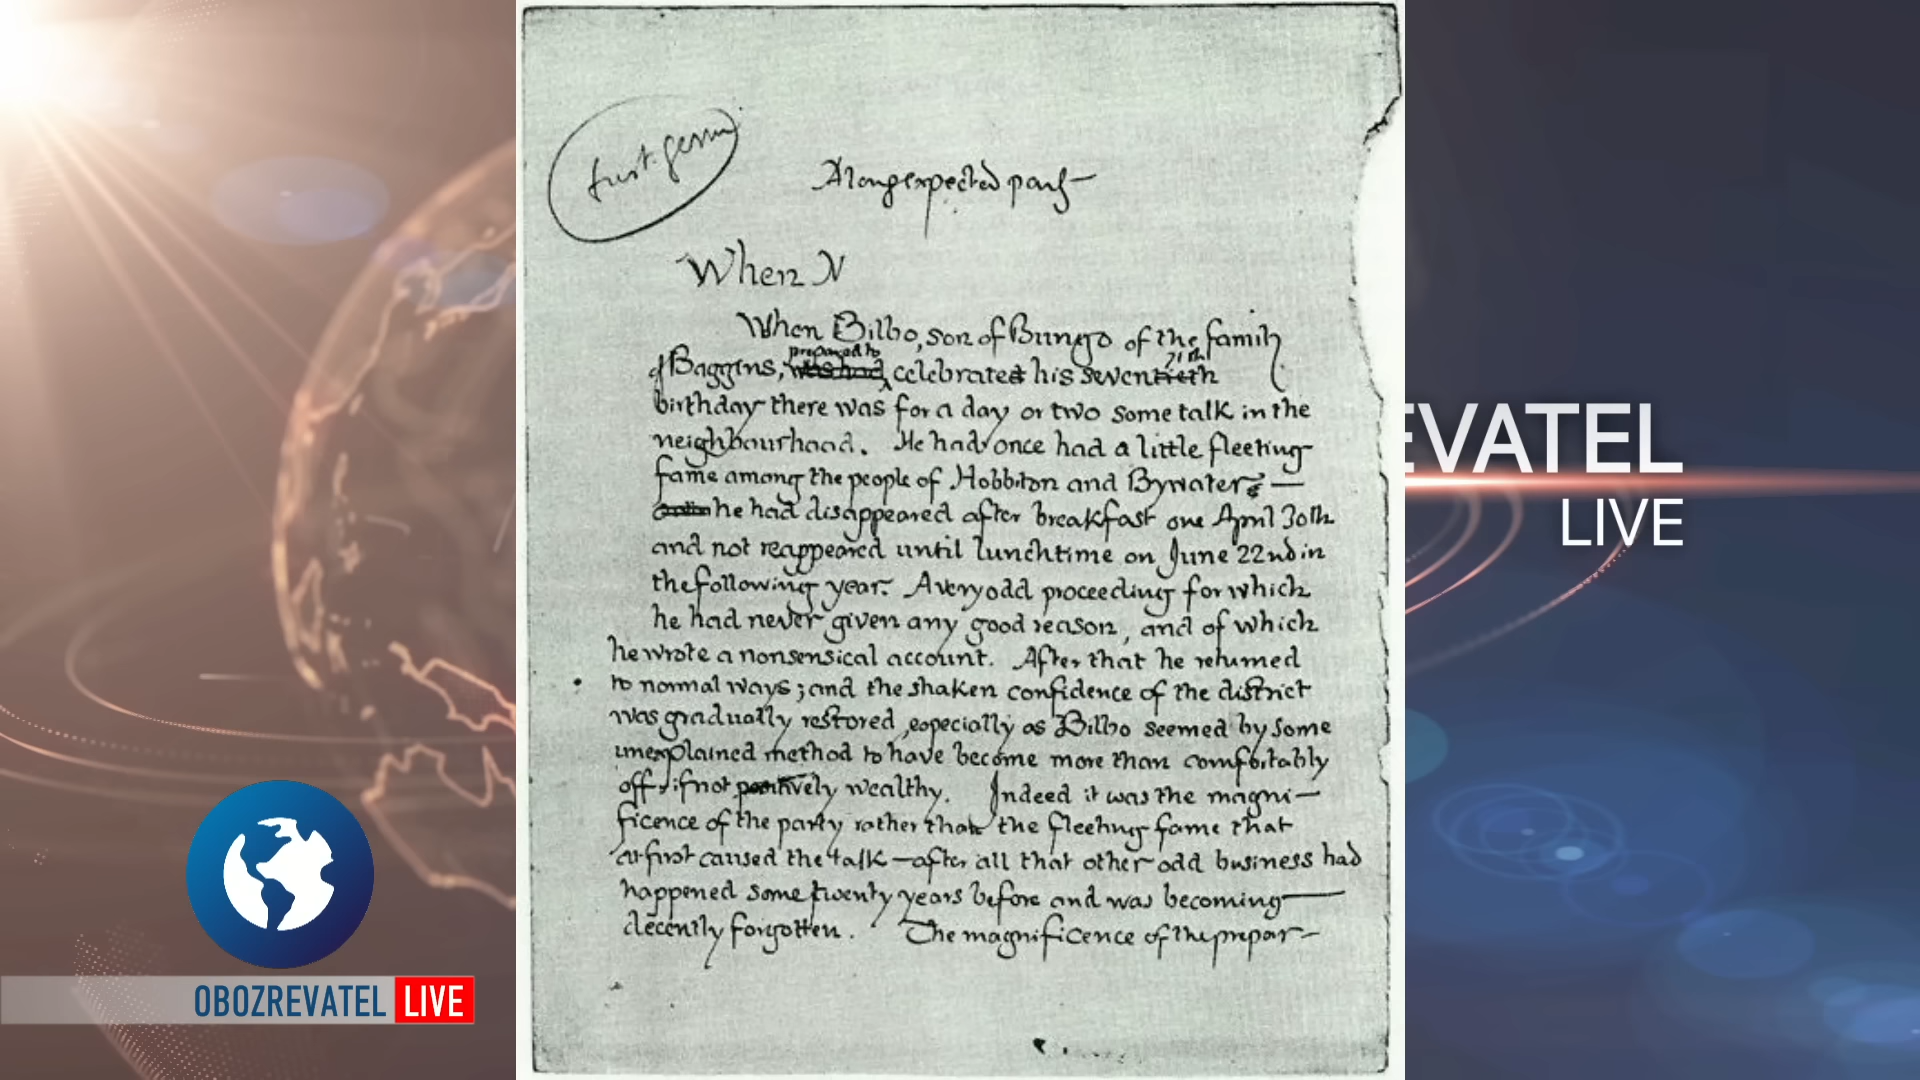 first germ
A long expected party
When N
When Bilbo, son of Bungo of the family
prepared to 71st
of Baggins, was had celebrated his seventieth
birthday there was for a day or two some talk in the
neighbourhood. He had once had a little fleeting
fame among the people of Hobbiton and Bywater —
he had disappeared after breakfast one April 30th
and not reappeared until lunchtime on June 22nd in
the following year. A very odd proceeding for which
he had never given any good reason, and of which
he wrote a nonsensical account. After that he returned
to normal ways; and the shaken confidence of the district
was gradually restored, especially as Bilbo seemed by some
unexplained method to have become more than comfortably
off, if not positively wealthy. Indeed it was the magni-
ficence of the party rather than the fleeting fame that
at first caused the talk — after all that other odd business had
happened some twenty years before and was becoming
decently forgotten. The magnificence of the prepar-
EVATEL
LIVE
OBOZREVATEL LIVE